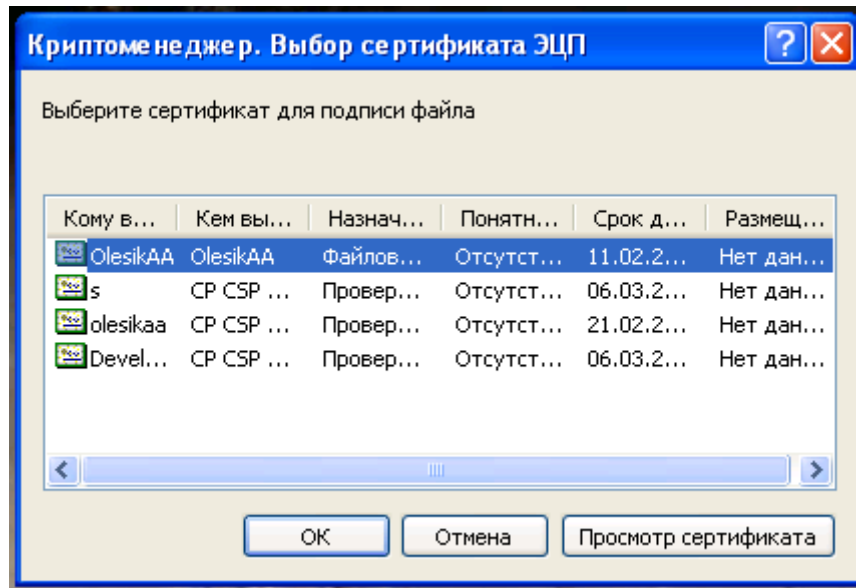 Криптоменеджер. Выбор сертификата ЭЦП
Выберите сертификат для подписи файла
Кому в... Кем вы... Назнач... Понятн... Срок д... Размещ...
OlesikAA OlesikAA Файлов... Отсутст... 11.02.2... Нет дан...
s CP CSP ... Провер... Отсутст... 06.03.2... Нет дан...
olesikaa CP CSP ... Провер... Отсутст... 21.02.2... Нет дан...
Devel... CP CSP ... Провер... Отсутст... 06.03.2... Нет дан...
ОК Отмена Просмотр сертификата